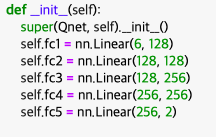 def __init__(nlf):
super(Qnet, self).__init__()
self.fc1 = nn.Linear(6, 128)
self.fc2 = nn.Linear(128, 128)
self.fc3 = nn.Linear(128, 256)
self.fc4 = nn.Linear(256, 256)
self.fc5 = nn.Linear(256, 2)